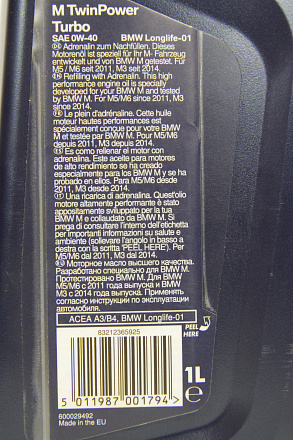 M TwinPower
Turbo
SAE 0W-40 BMW Longlife-01
Adrenalin zum Nachfüllen. Dieses
Motorenöl ist speziell für Ihr M- Fahrzeug
entwickelt und von BMW M getestet. Für
M5 / M6 seit 2011, M3 seit 2014.
Refilling with Adrenalin. This high
performance engine oil is specially
developed for your BMW M and tested
by BMW M. For M5/M6 since 2011, M3
since 2014.
Le plein d'adrénaline. Cette huile
moteur hautes performances est
spécialement conçue pour votre BMW M
et testée par BMW M. Pour M5/M6
depuis 2011, M3 depuis 2014.
Es como rellenar el motor con
adrenalina. Este aceite para motores
de alto rendimiento se ha creado
especialmente para los BMW M y se
ha probado en ellos. Para M5/M6 desde
2011, M3 desde 2014.
Una ricarica di adrenalina. Quest'olio
motore altamente performante è stato
appositamente sviluppato per la tua
BMW M e collaudato da BMW M. Si
prega di consultare l'interno dell'etichetta
per importanti informazioni su salute e
ambiente (sollevare l'angolo in basso a
destra con la scritta 'PEEL HERE'). Per
M5/M6 dal 2011, M3 dal 2014.
Моторное масло высшего качества.
Разработано специально для BMW M.
Протестировано BMW M. Для BMW
M5/M6 с 2011 года выпуска и BMW
M3 с 2014 года выпуска. Применять
согласно инструкции по эксплуатации
автомобиля.
ACEA A3/B4, BMW Longlife-01
83212365925
PEEL
HERE
1L
e
5 011987 001794 >
600029492
Made in the EU